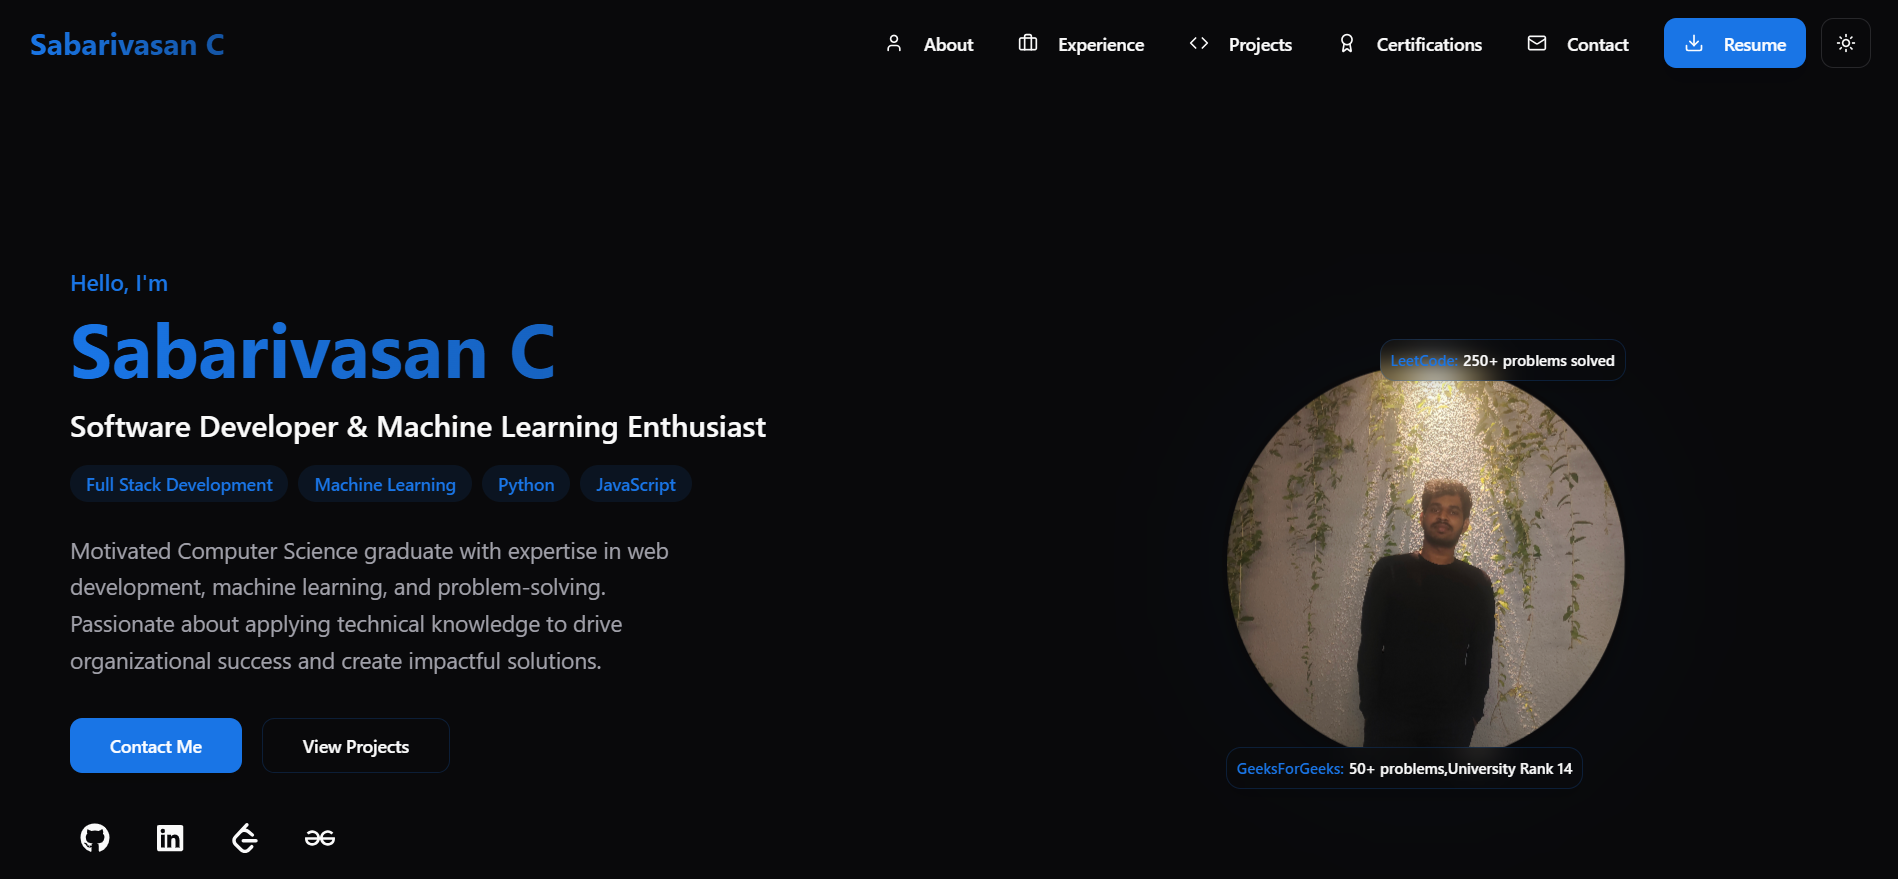 Sabarivasan C
About
Experience
Projects
Certifications
Contact
Resume
Hello, I'm
Sabarivasan C
Software Developer & Machine Learning Enthusiast
Full Stack Development
Machine Learning
Python
JavaScript
Motivated Computer Science graduate with expertise in web
development, machine learning, and problem-solving.
Passionate about applying technical knowledge to drive
organizational success and create impactful solutions.
Contact Me
View Projects
LeetCode: 250+ problems solved
GeeksForGeeks: 50+ problems,University Rank 14